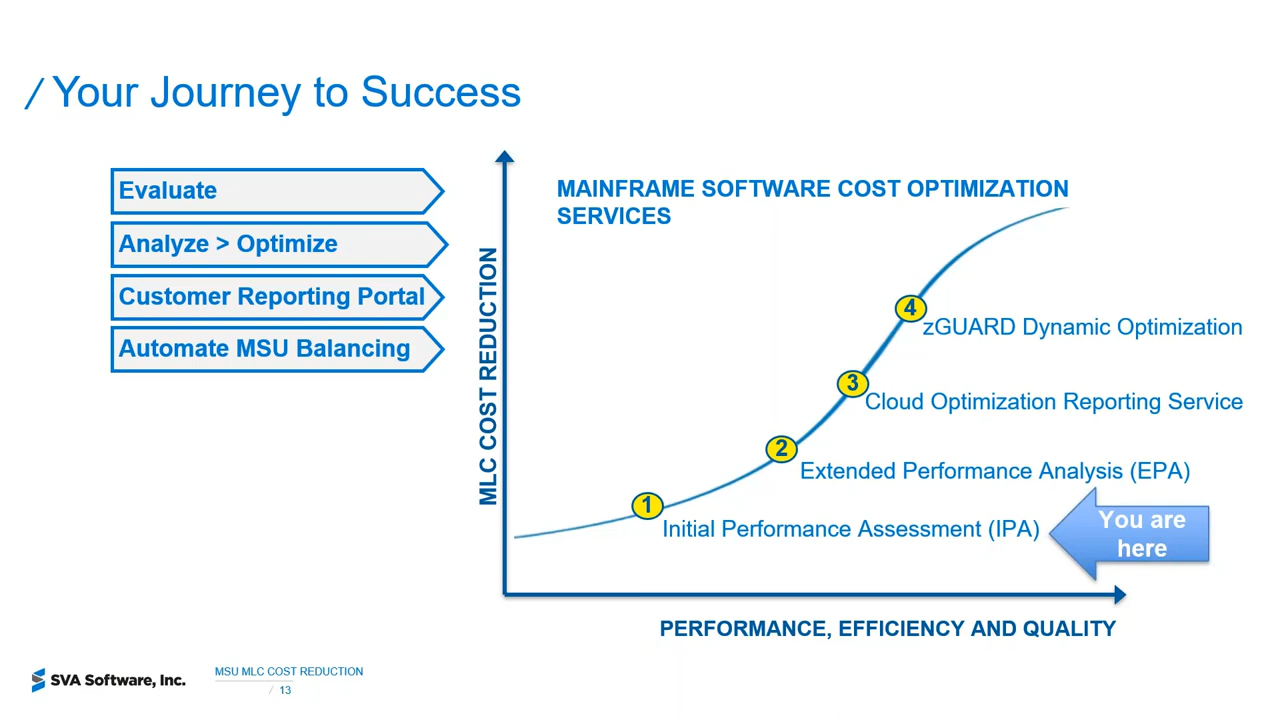 / Your Journey to Success
Evaluate
Analyze > Optimize
Customer Reporting Portal
Automate MSU Balancing
MLC COST REDUCTION
MAINFRAME SOFTWARE COST OPTIMIZATION
SERVICES
4
zGUARD Dynamic Optimization
3
Cloud Optimization Reporting Service
2
Extended Performance Analysis (EPA)
1
Initial Performance Assessment (IPA)
You are
here
PERFORMANCE, EFFICIENCY AND QUALITY
SVA Software, Inc.
MSU MLC COST REDUCTION
/ 13